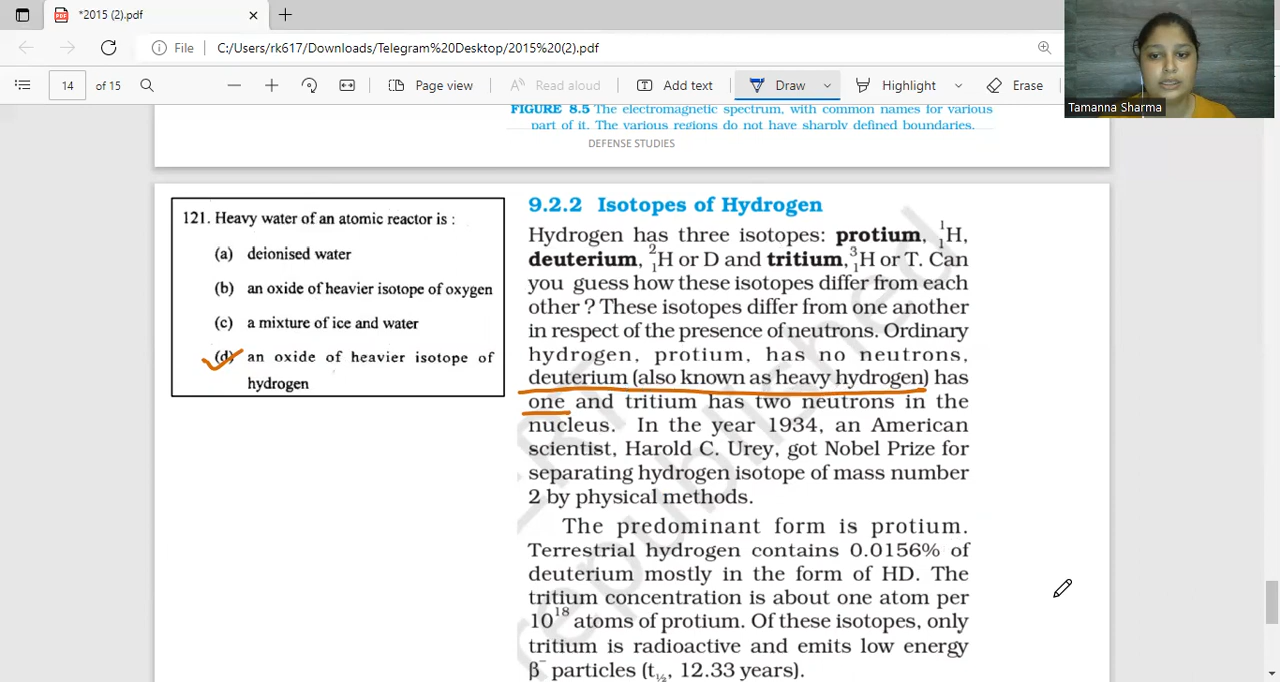 *2015 (2).pdf
File C:/Users/rk617/Downloads/Telegram%20Desktop/2015%20(2).pdf
14 of 15 Page view Read aloud Add text Draw Highlight Erase
Tamanna Sharma
FIGURE 8.5 The electromagnetic spectrum, with common names for various
part of it. The various regions do not have sharply defined boundaries.
DEFENSE STUDIES
121. Heavy water of an atomic reactor is :
(a) deionised water
(b) an oxide of heavier isotope of oxygen
(c) a mixture of ice and water
(d) an oxide of heavier isotope of
hydrogen
9.2.2 Isotopes of Hydrogen
Hydrogen has three isotopes: protium, ¹₁H,
deuterium, ²₁H or D and tritium, ³₁H or T. Can
you guess how these isotopes differ from each
other ? These isotopes differ from one another
in respect of the presence of neutrons. Ordinary
hydrogen, protium, has no neutrons,
deuterium (also known as heavy hydrogen) has
one and tritium has two neutrons in the
nucleus. In the year 1934, an American
scientist, Harold C. Urey, got Nobel Prize for
separating hydrogen isotope of mass number
2 by physical methods.
The predominant form is protium.
Terrestrial hydrogen contains 0.0156% of
deuterium mostly in the form of HD. The
tritium concentration is about one atom per
10¹⁸ atoms of protium. Of these isotopes, only
tritium is radioactive and emits low energy
β⁻ particles (t½, 12.33 years).
republished